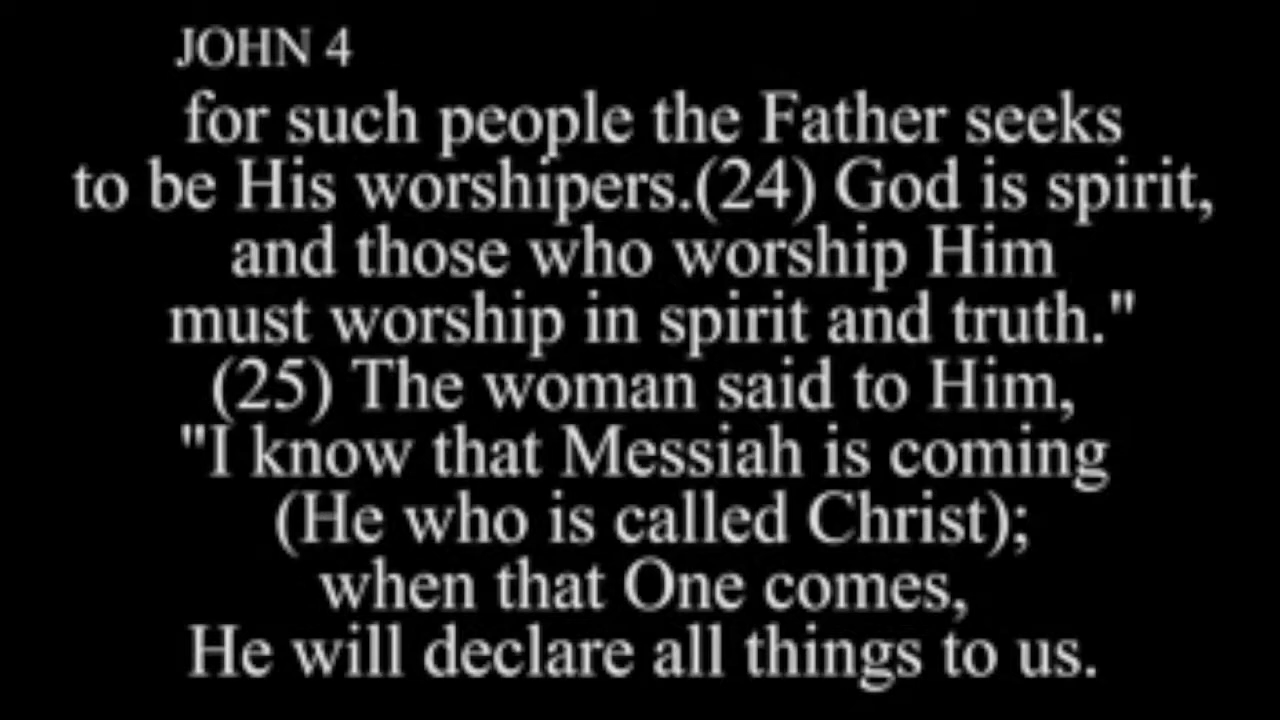 JOHN 4
for such people the Father seeks
to be His worshipers.(24) God is spirit,
and those who worship Him
must worship in spirit and truth."
(25) The woman said to Him,
"I know that Messiah is coming
(He who is called Christ);
when that One comes,
He will declare all things to us.